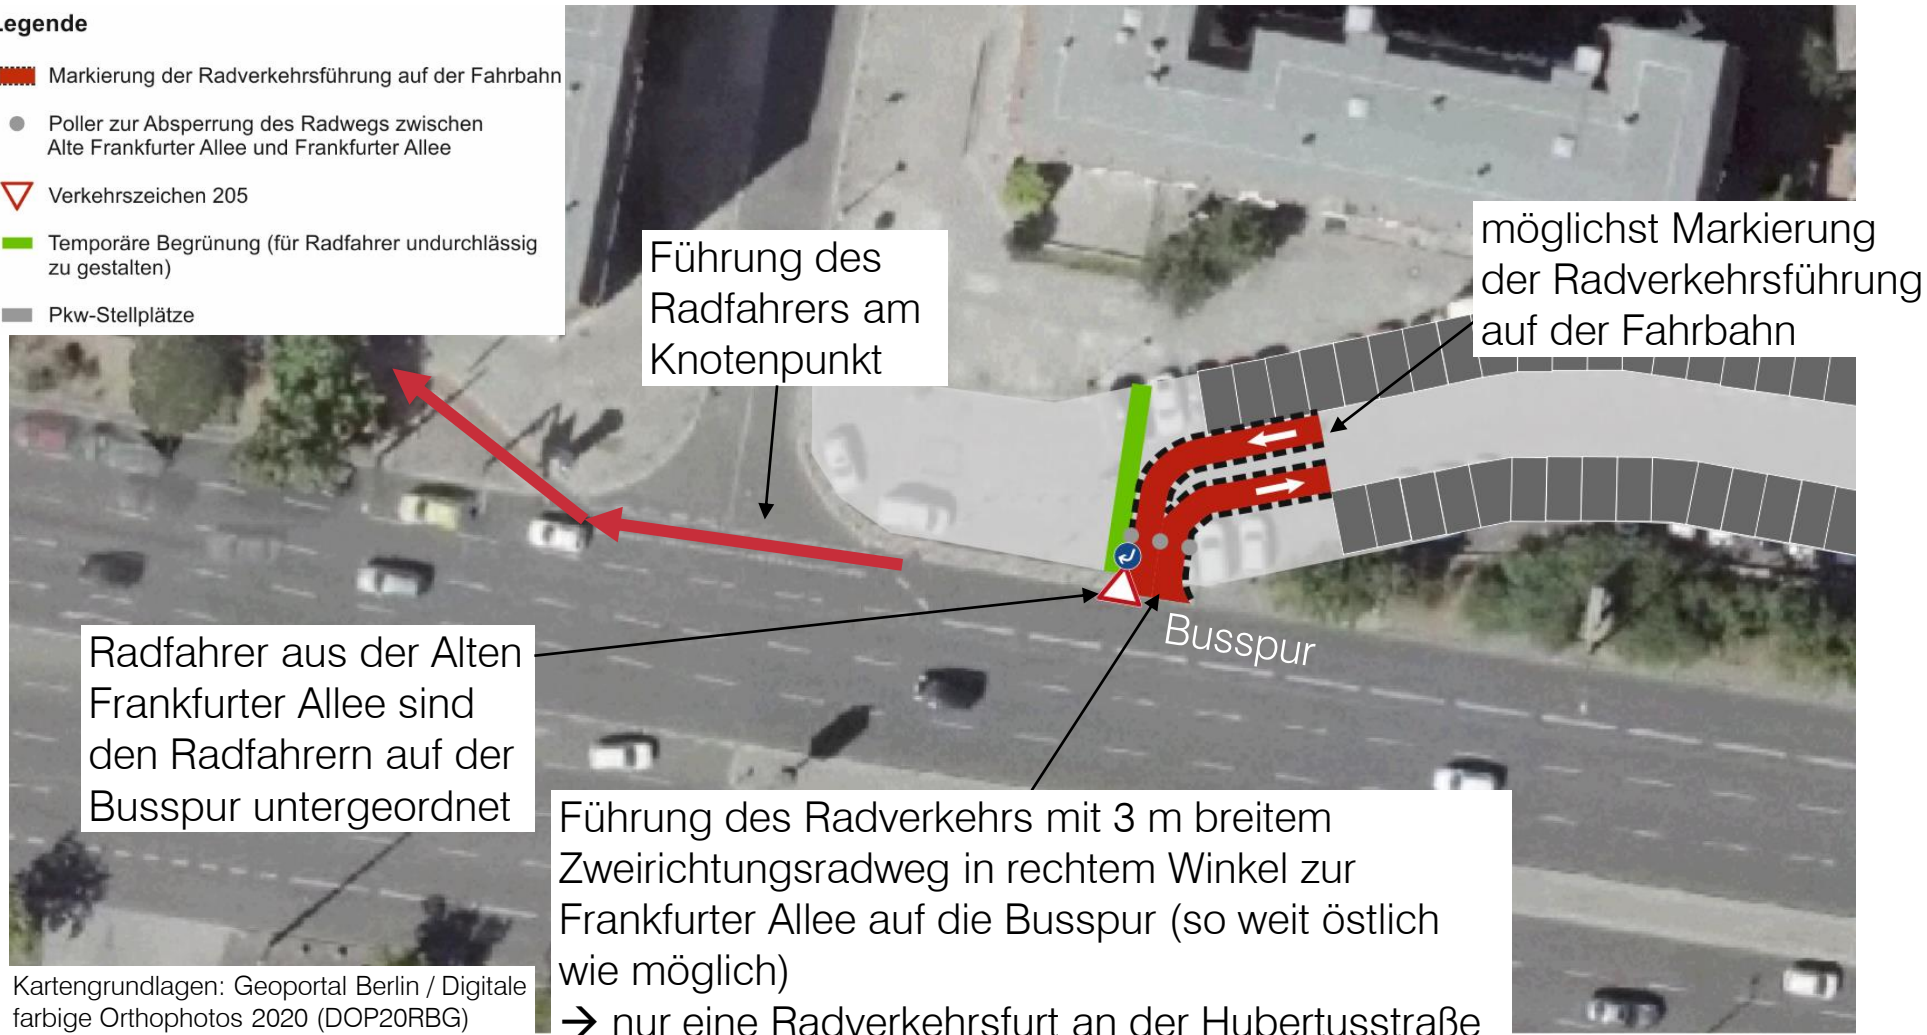 Legende
Markierung der Radverkehrsführung auf der Fahrbahn
Poller zur Absperrung des Radwegs zwischen
Alte Frankfurter Allee und Frankfurter Allee
Verkehrszeichen 205
Temporäre Begrünung (für Radfahrer undurchlässig
zu gestalten)
Pkw-Stellplätze
Führung des
Radfahrers am
Knotenpunkt
möglichst Markierung
der Radverkehrsführung
auf der Fahrbahn
Busspur
Radfahrer aus der Alten
Frankfurter Allee sind
den Radfahrern auf der
Busspur untergeordnet
Führung des Radverkehrs mit 3 m breitem
Zweirichtungsradweg in rechtem Winkel zur
Frankfurter Allee auf die Busspur (so weit östlich
wie möglich)
→ nur eine Radverkehrsfurt an der Hubertusstraße
Kartengrundlagen: Geoportal Berlin / Digitale
farbige Orthophotos 2020 (DOP20RBG)